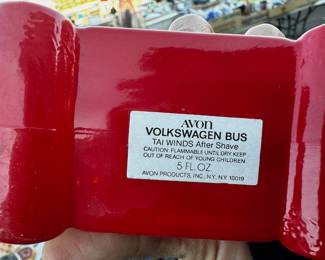 AVON
VOLKSWAGEN BUS
TAI WINDS After Shave
CAUTION: FLAMMABLE UNTIL DRY. KEEP
OUT OF REACH OF YOUNG CHILDREN.
5 FL. OZ.
AVON PRODUCTS, INC. N.Y., N.Y. 10019